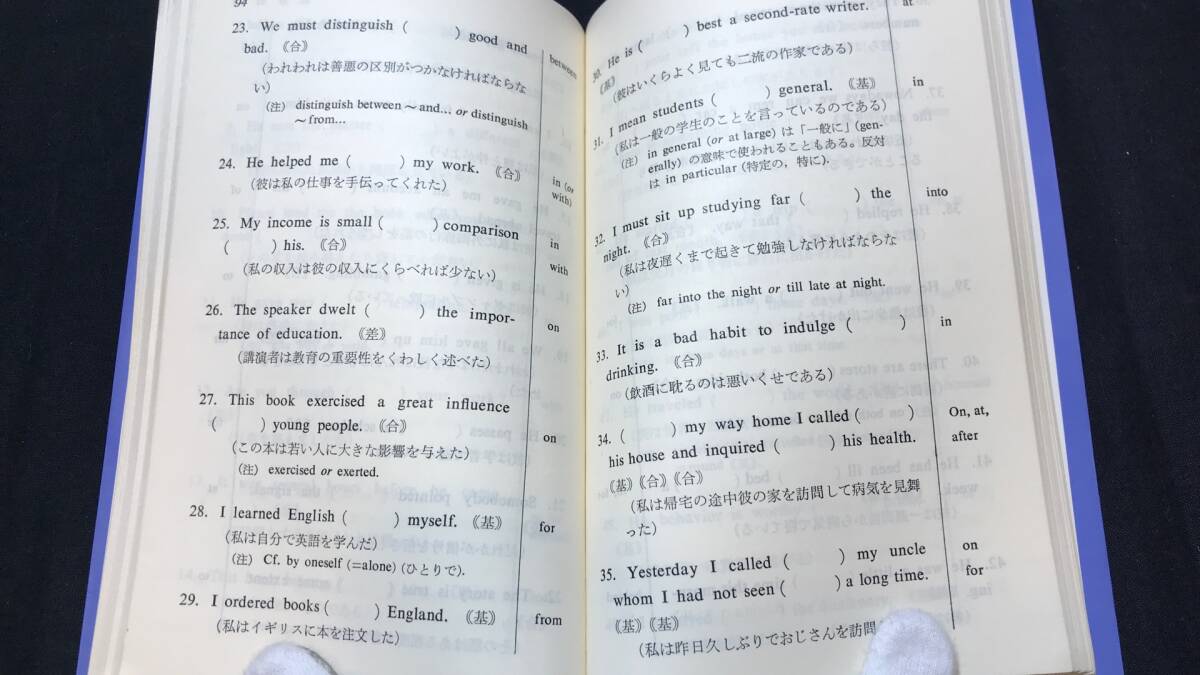 94
23. We must distinguish ( ) good and
bad. 《合》
between
(われわれは善悪の区別がつかなければならな
い)
(注) distinguish between ~ and... or distinguish
~ from...
24. He helped me ( ) my work. 《合》
in (or
with)
(彼は私の仕事を手伝ってくれた)
25. My income is small ( ) comparison
in
( ) his. 《合》
with
(私の収入は彼の収入にくらべれば少ない)
26. The speaker dwelt ( ) the impor-
on
tance of education. 《差》
(講演者は教育の重要性をくわしく述べた)
27. This book exercised a great influence
( ) young people. 《合》
on
(この本は若い人に大きな影響を与えた)
(注) exercised or exerted.
28. I learned English ( ) myself. 《基》
for
(私は自分で英語を学んだ)
(注) Cf. by oneself (=alone) (ひとりで).
29. I ordered books ( ) England. 《基》
from
(私はイギリスに本を注文した)
30. He is ( ) best a second-rate writer.
at
《基》
(彼はいくらよく見ても二流の作家である)
31. I mean students ( ) general. 《基》
in
(私は一般の学生のことを言っているのである)
(注) in general (or at large) は「一般に」(gen-
erally) の意味で使われることもある。反対
は in particular (特定の, 特に).
32. I must sit up studying far ( ) the
into
night. 《合》
(私は夜遅くまで起きて勉強しなければならな
い)
(注) far into the night or till late at night.
33. It is a bad habit to indulge ( )
in
drinking. 《合》
(飲酒に耽るのは悪いくせである)
34. ( ) my way home I called ( )
On, at,
his house and inquired ( ) his health.
after
《基》《合》《合》
(私は帰宅の途中彼の家を訪問して病気を見舞
った)
35. Yesterday I called ( ) my uncle
on
whom I had not seen ( ) a long time.
for
《基》《基》
(私は昨日久しぶりでおじさんを訪問